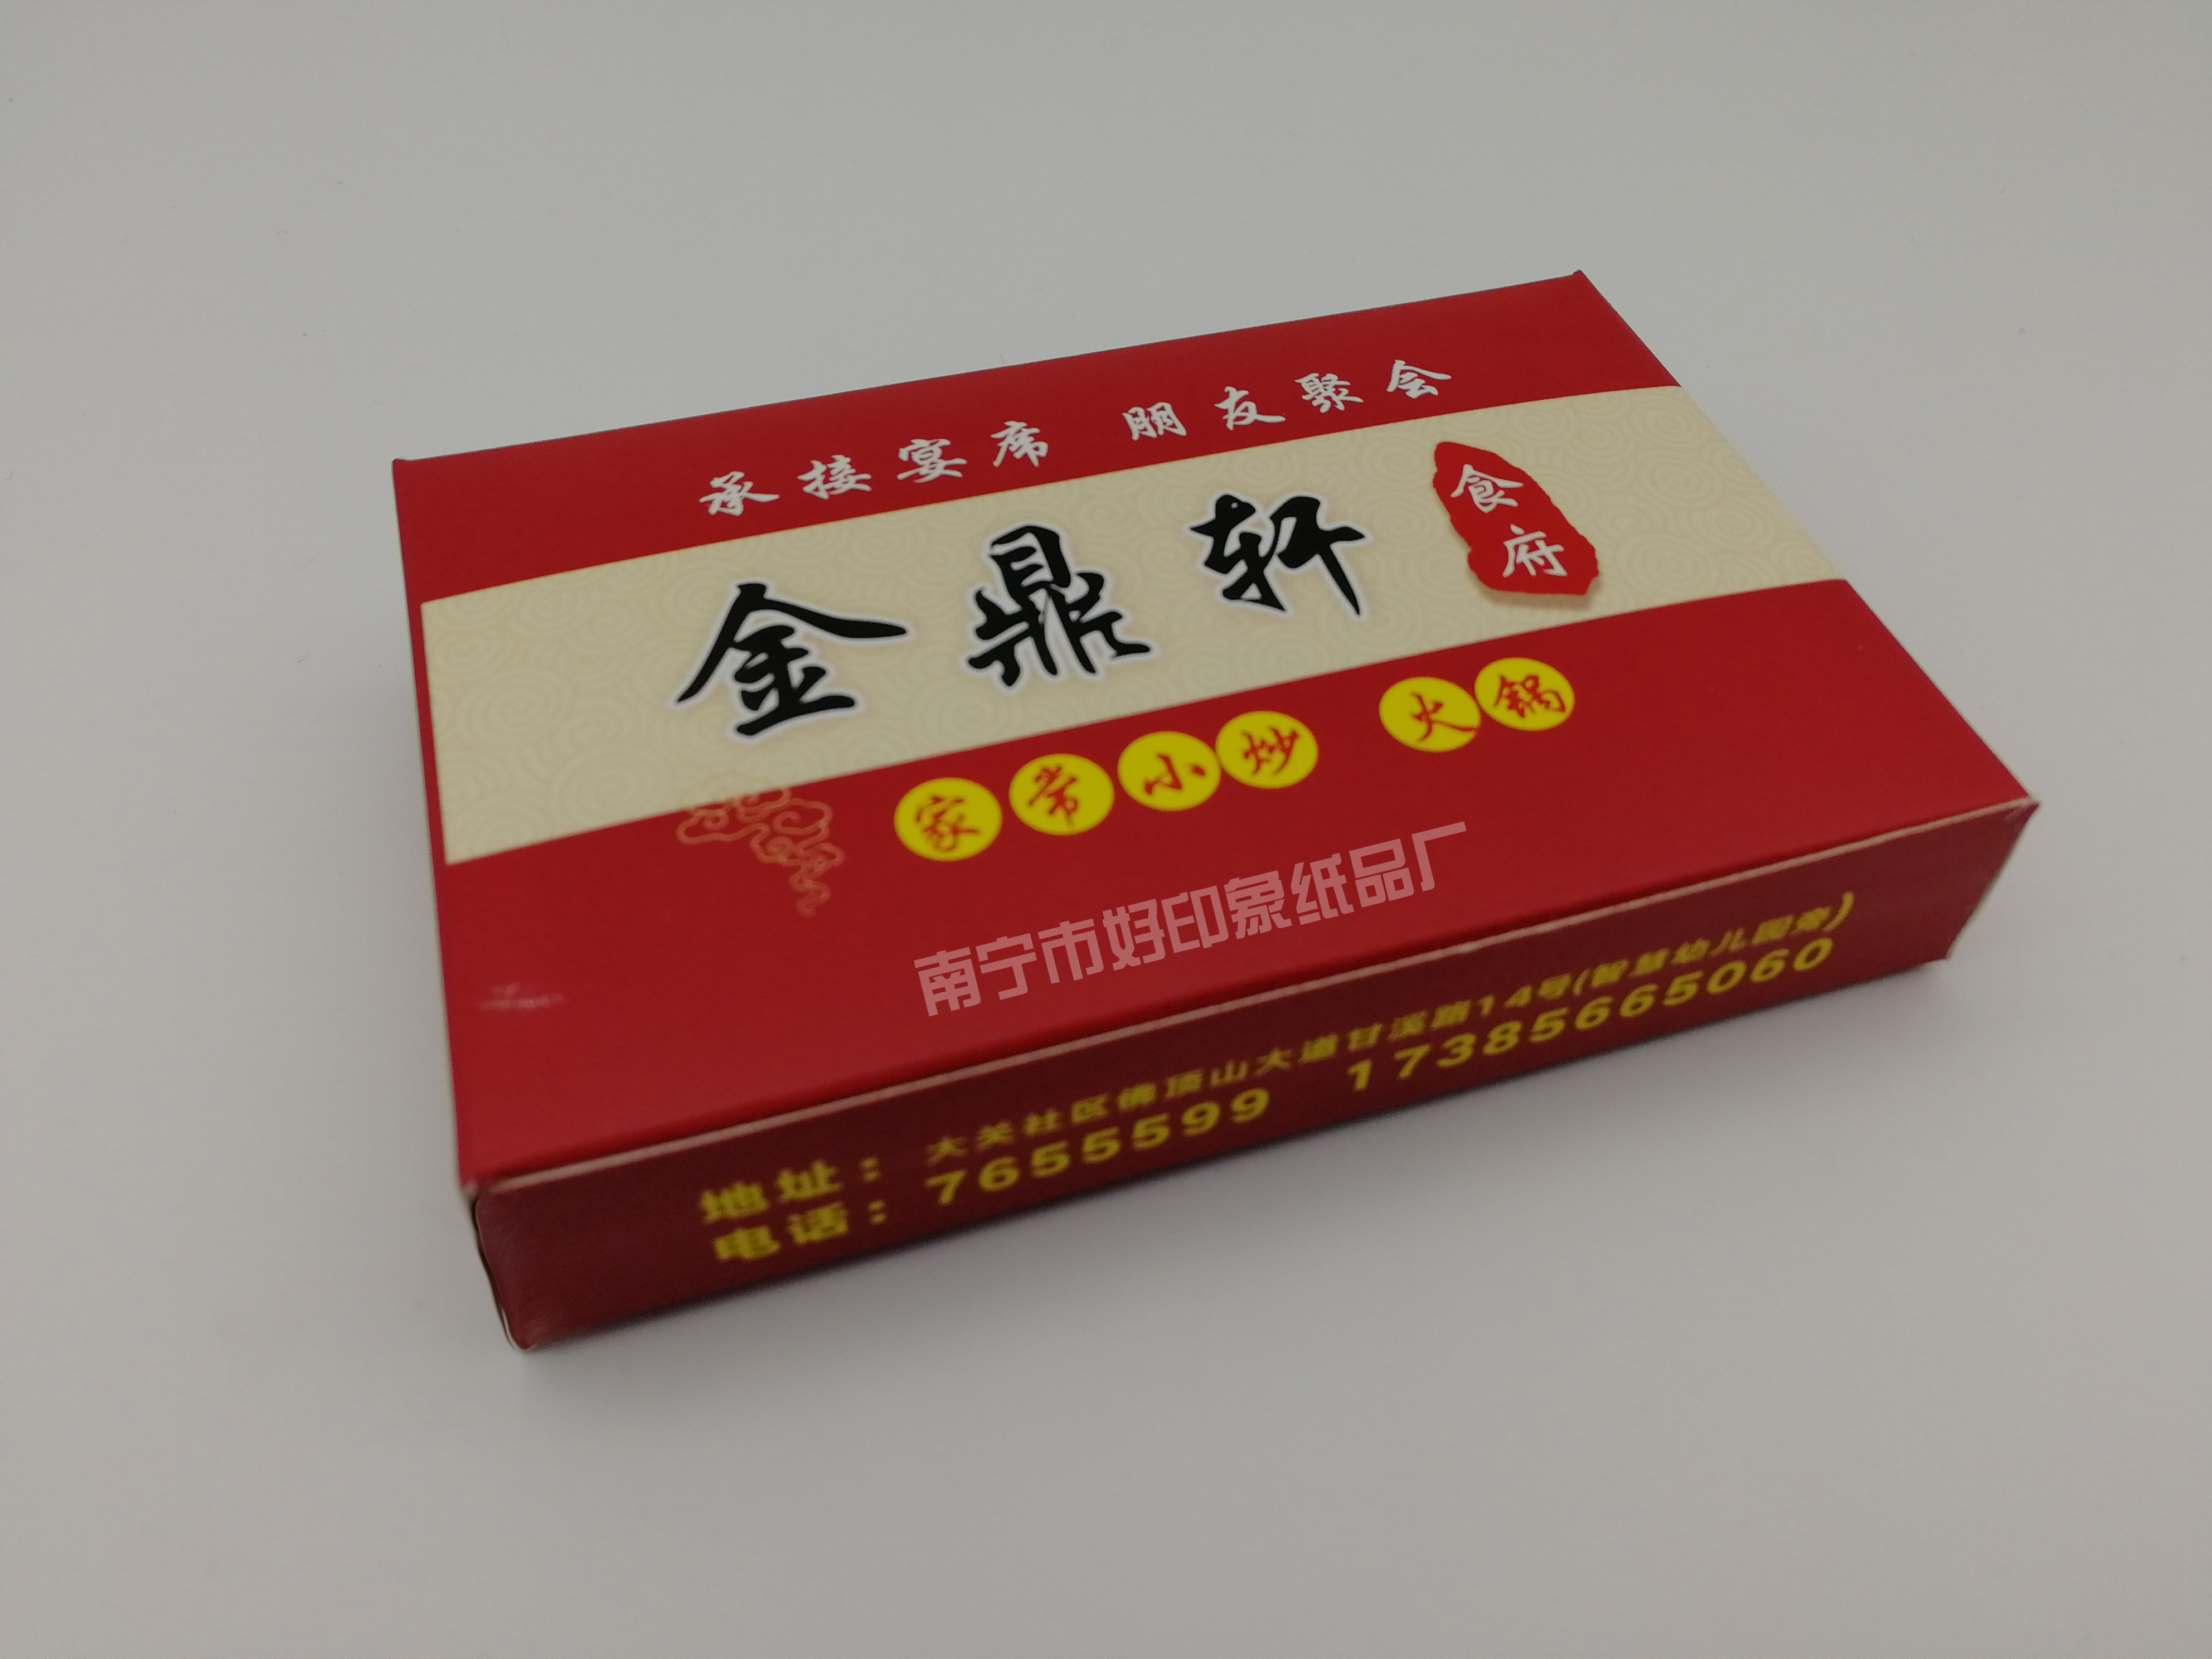 承接宴席 朋友聚会
金鼎轩
食府
家常小炒 火锅
南宁市好印象纸品厂
地址：大关社区佛顶山大道甘溪路14号(智慧幼儿园旁)
电话：7655599 17385665060